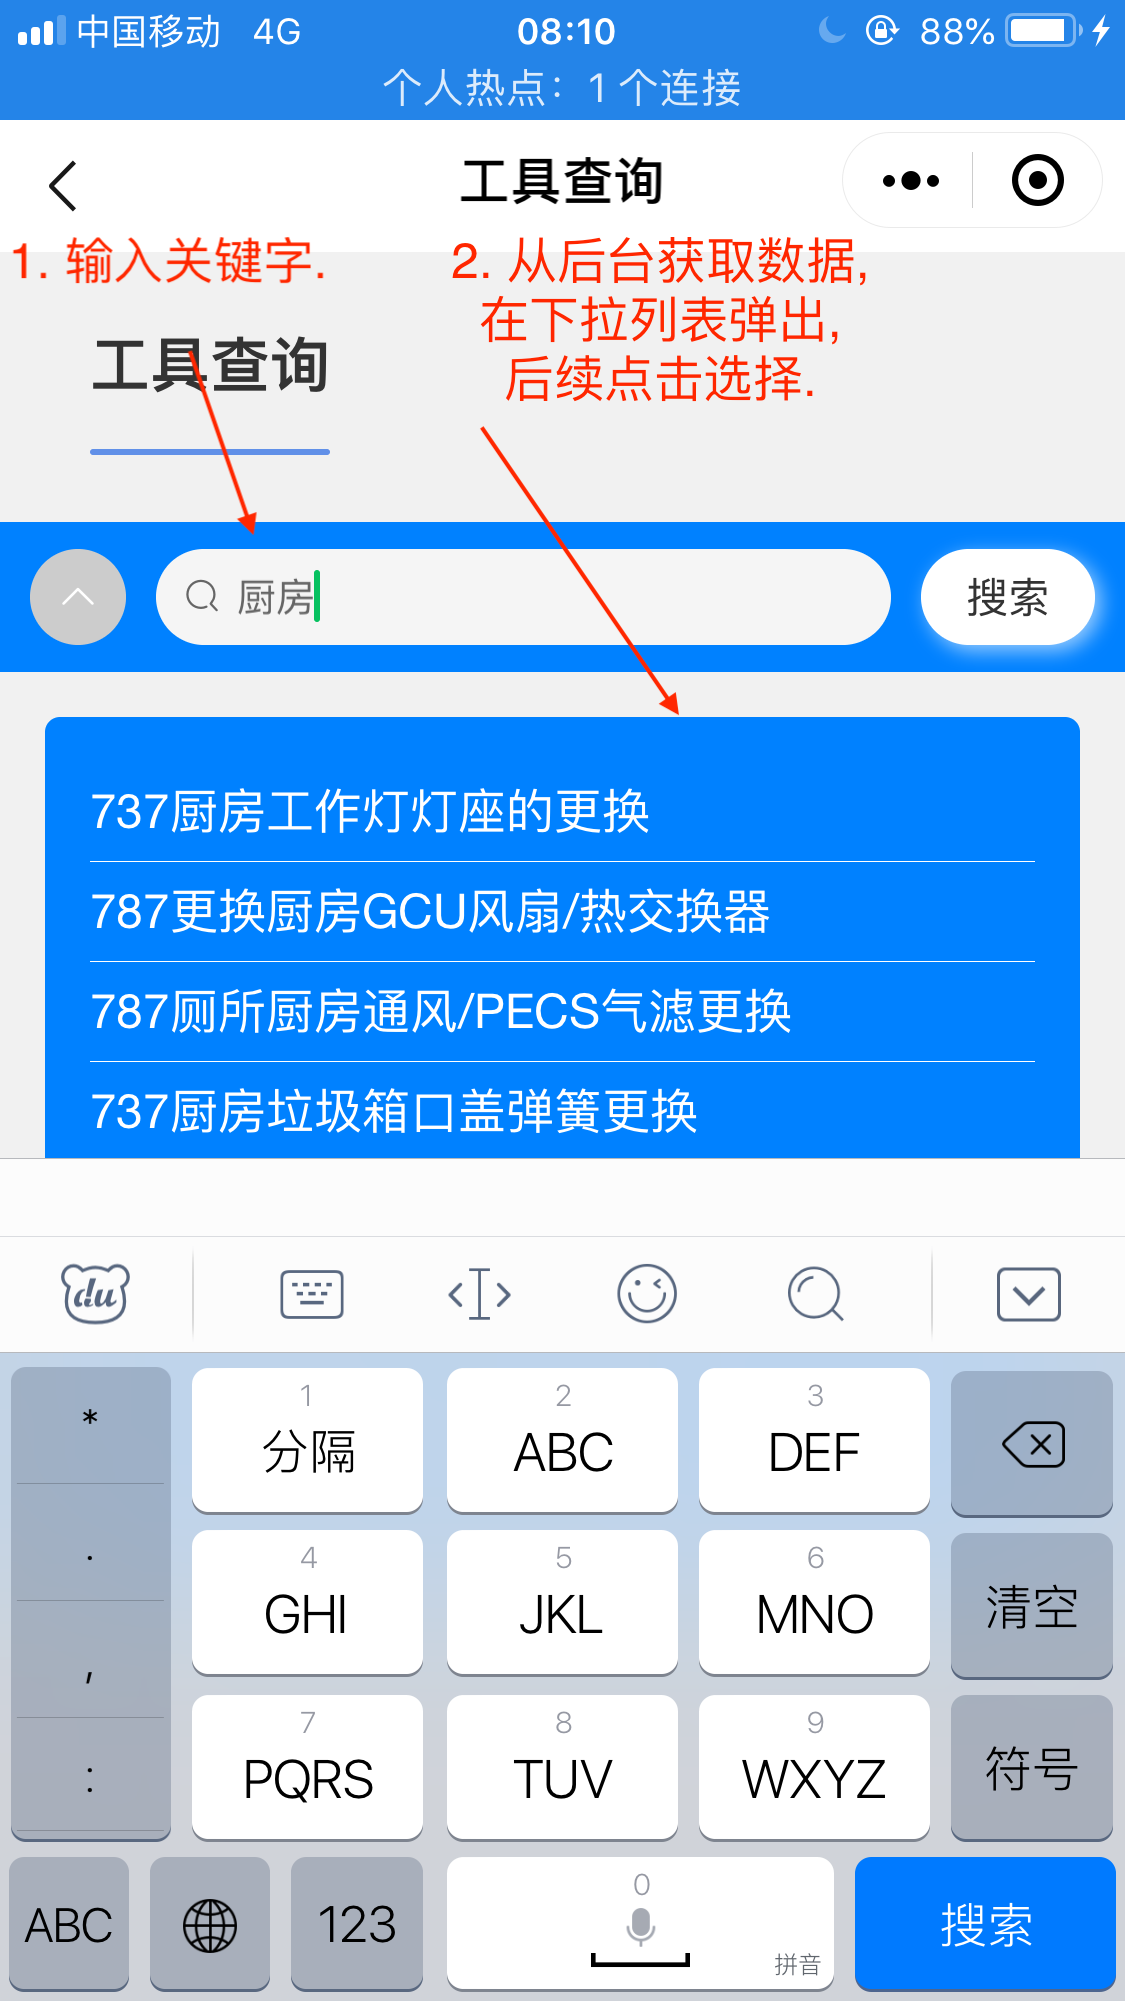 中国移动 4G 08:10 88%
个人热点：1 个连接
工具查询
1. 输入关键字.
2. 从后台获取数据,
在下拉列表弹出,
后续点击选择.
工具查询
厨房
搜索
737厨房工作灯灯座的更换
787更换厨房GCU风扇/热交换器
787厕所厨房通风/PECS气滤更换
737厨房垃圾箱口盖弹簧更换
du
*
.
,
:
1
分隔
2
ABC
3
DEF
4
GHI
5
JKL
6
MNO
清空
7
PQRS
8
TUV
9
WXYZ
符号
ABC
123
0
拼音
搜索